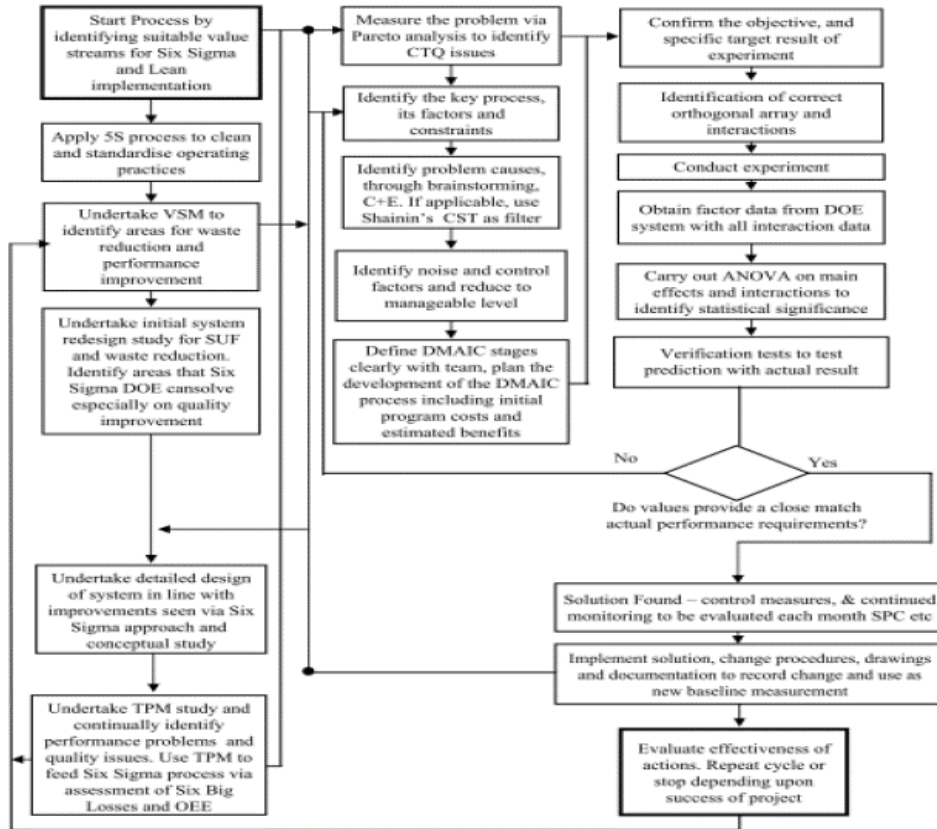 Start Process by
identifying suitable value
streams for Six Sigma
and Lean
implementation
Apply 5S process to clean
and standardise operating
practices
Undertake VSM to
identify areas for waste
reduction and
performance
improvement
Undertake initial system
redesign study for SUF
and waste reduction.
Identify areas that Six
Sigma DOE cansolve
especially on quality
improvement
Undertake detailed design
of system in line with
improvements seen via Six
Sigma approach and
conceptual study
Undertake TPM study and
continually identify
performance problems and
quality issues. Use TPM to
feed Six Sigma process via
assessment of Six Big
Losses and OEE
Measure the problem via
Pareto analysis to identify
CTQ issues
Identify the key process,
its factors and
constraints
Identify problem causes,
through brainstorming,
C+E. If applicable, use
Shainin's CST as filter
Identify noise and control
factors and reduce to
manageable level
Define DMAIC stages
clearly with team, plan the
development of the DMAIC
process including initial
program costs and
estimated benefits
Confirm the objective, and
specific target result of
experiment
Identification of correct
orthogonal array and
interactions
Conduct experiment
Obtain factor data from DOE
system with all interaction data
Carry out ANOVA on main
effects and interactions to
identify statistical significance
Verification tests to test
prediction with actual result
No
Yes
Do values provide a close match
actual performance requirements?
Solution Found – control measures, & continued
monitoring to be evaluated each month SPC etc
Implement solution, change procedures, drawings
and documentation to record change and use as
new baseline measurement
Evaluate effectiveness of
actions. Repeat cycle or
stop depending upon
success of project